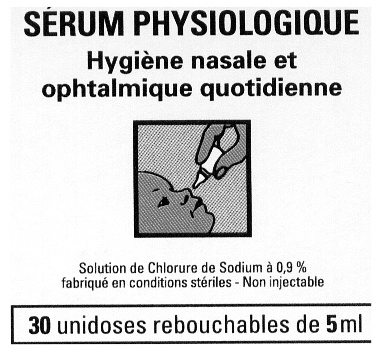 SÉRUM PHYSIOLOGIQUE
Hygiène nasale et
ophtalmique quotidienne
Solution de Chlorure de Sodium à 0,9 %
fabriqué en conditions stériles - Non injectable
30 unidoses rebouchables de 5ml